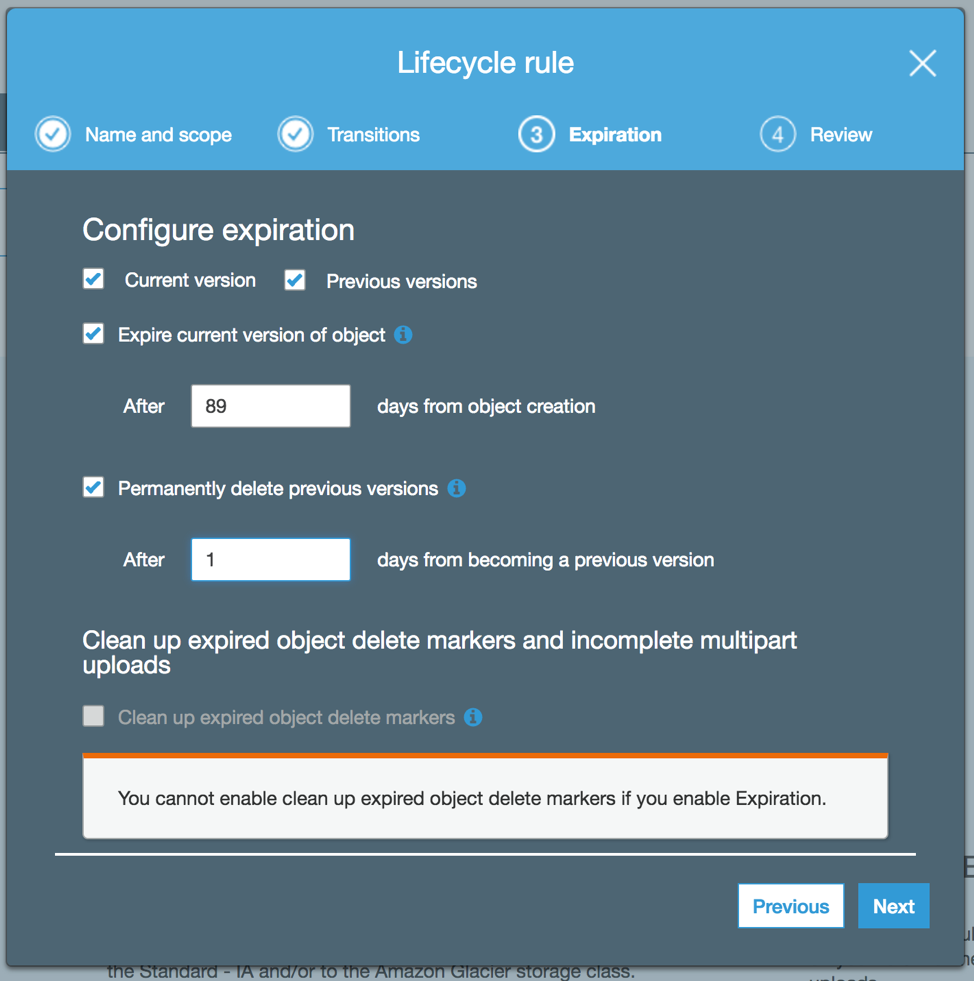 Lifecycle rule
Name and scope
Transitions
3 Expiration
4 Review
Configure expiration
Current version Previous versions
Expire current version of object
After 89 days from object creation
Permanently delete previous versions
After 1 days from becoming a previous version
Clean up expired object delete markers and incomplete multipart
uploads
Clean up expired object delete markers
You cannot enable clean up expired object delete markers if you enable Expiration.
Previous Next
the Standard - IA and/or to the Amazon Glacier storage class.